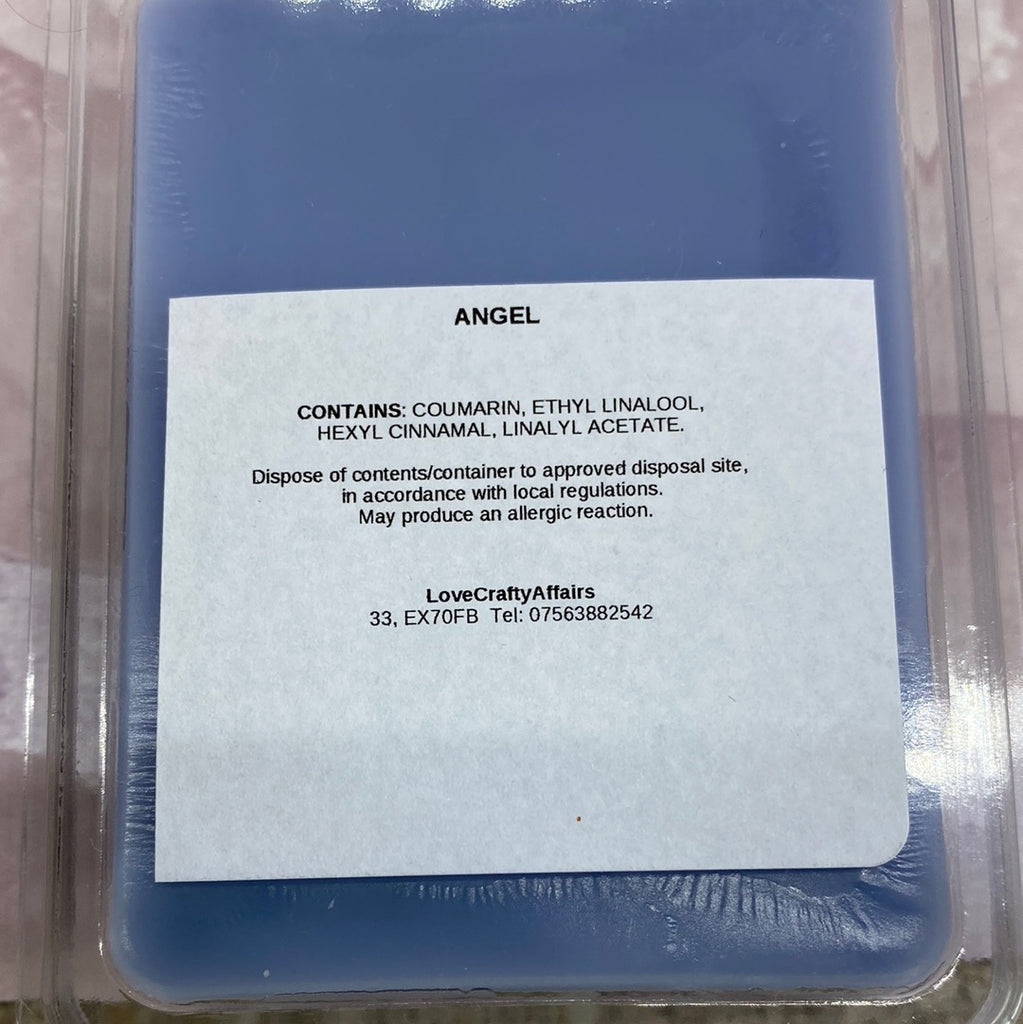 ANGEL
CONTAINS: COUMARIN, ETHYL LINALOOL,
HEXYL CINNAMAL, LINALYL ACETATE.
Dispose of contents/container to approved disposal site,
in accordance with local regulations.
May produce an allergic reaction.
LoveCraftyAffairs
33, EX70FB Tel: 07563882542